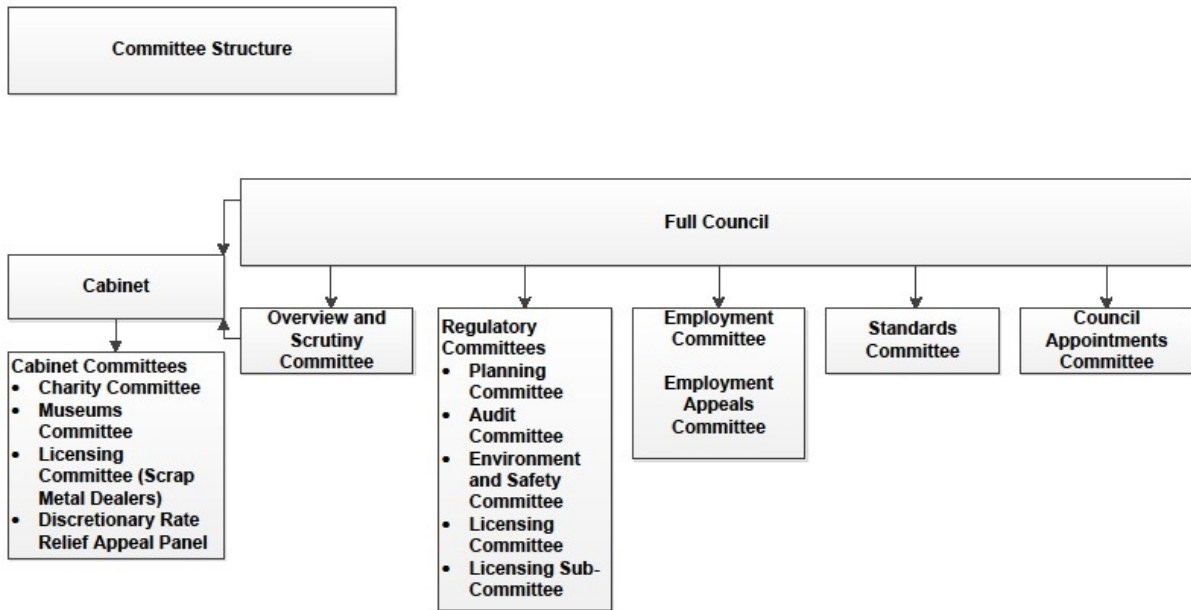 Committee Structure
Full Council
Cabinet
Cabinet Committees
• Charity Committee
• Museums
Committee
• Licensing
Committee (Scrap
Metal Dealers)
• Discretionary Rate
Relief Appeal Panel
Overview and
Scrutiny
Committee
Regulatory
Committees
• Planning
Committee
• Audit
Committee
• Environment
and Safety
Committee
• Licensing
Committee
• Licensing Sub-
Committee
Employment
Committee
Employment
Appeals
Committee
Standards
Committee
Council
Appointments
Committee